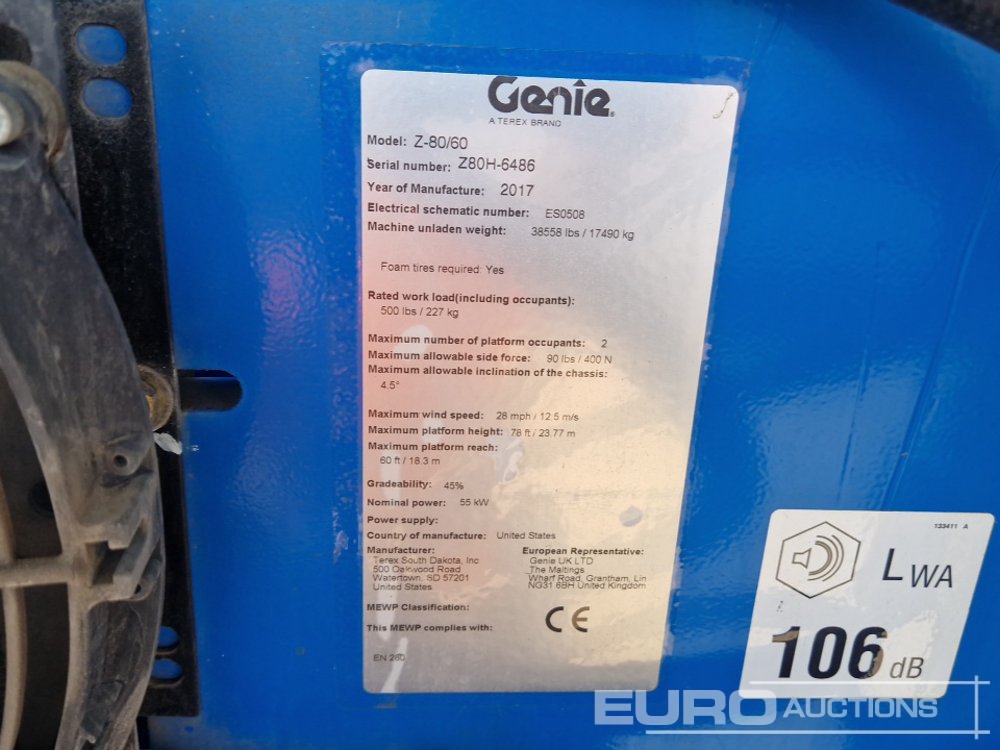 Genie
A TEREX BRAND
Model: Z-80/60
Serial number: Z80H-6486
Year of Manufacture: 2017
Electrical schematic number: ES0508
Machine unladen weight: 38558 lbs / 17490 kg
Foam tires required: Yes
Rated work load(including occupants):
500 lbs / 227 kg
Maximum number of platform occupants: 2
Maximum allowable side force: 90 lbs / 400 N
Maximum allowable inclination of the chassis:
4.5°
Maximum wind speed: 28 mph / 12.5 m/s
Maximum platform height: 78 ft / 23.77 m
Maximum platform reach:
60 ft / 18.3 m
Gradeability: 45%
Nominal power: 55 kW
Power supply:
Country of manufacture: United States
Manufacturer:
Terex South Dakota, Inc
500 Oakwood Road
Watertown, SD 57201
United States
European Representative:
Genie UK LTD
The Maltings
Wharf Road, Grantham, Lin
NG31 6BH United Kingdom
MEWP Classification:
This MEWP complies with: CE
EN 280
133411 A
LWA
106 dB
EURO AUCTIONS